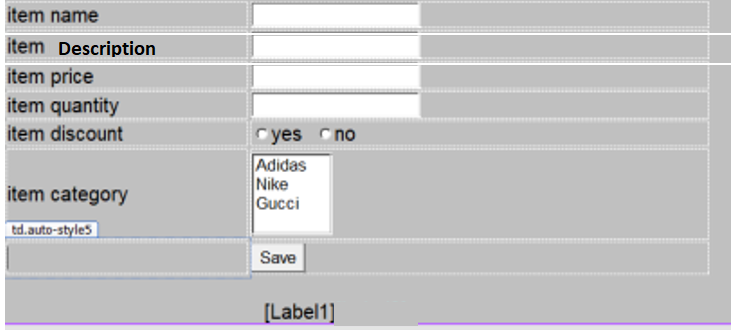 item name
item Description
item price
item quantity
item discount yes no
Adidas
Nike
Gucci
item category
td.auto-style5
Save
[Label1]